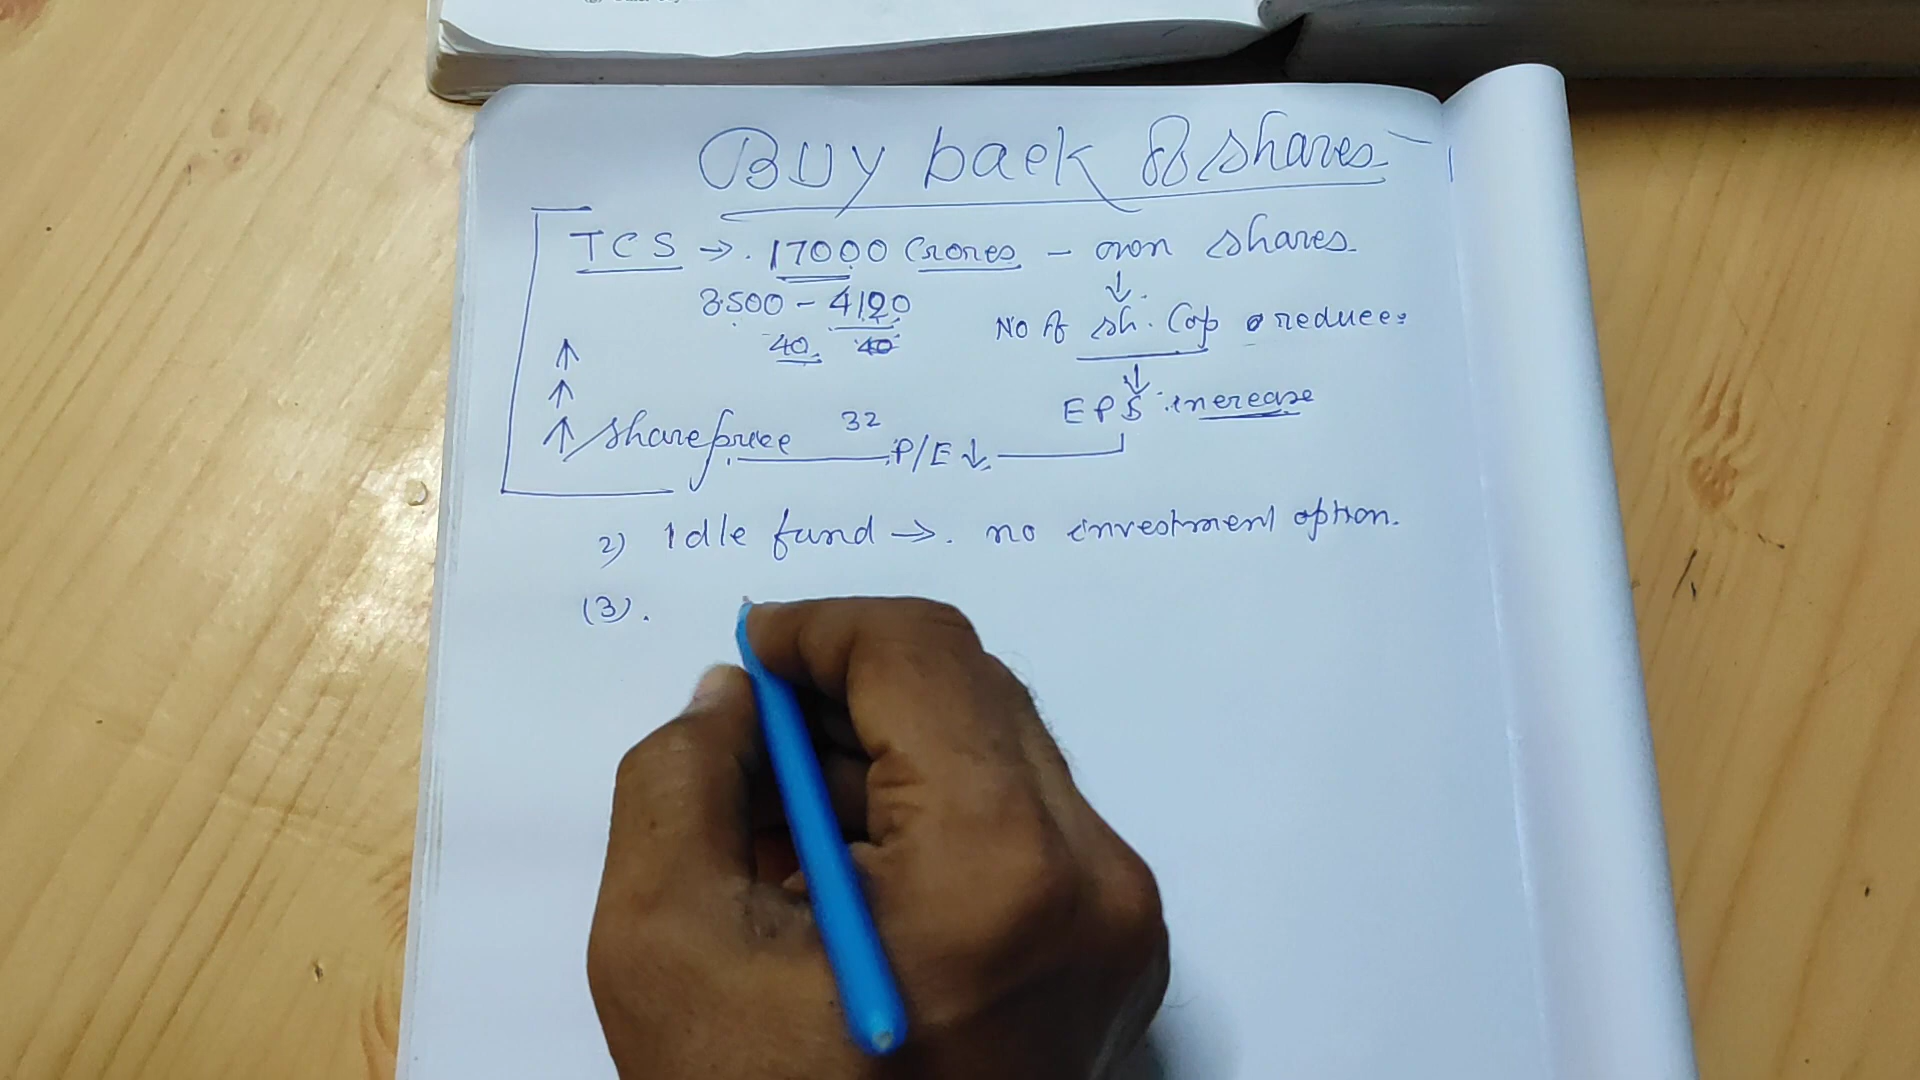 Buy back of shares
TCS → 17000 Crores - own shares
3500 - 4120
40 40
No of sh. Cap reduces
EPS increase
32
↑ Share price P/E ↓
2) Idle fund → no investment option.
(3).